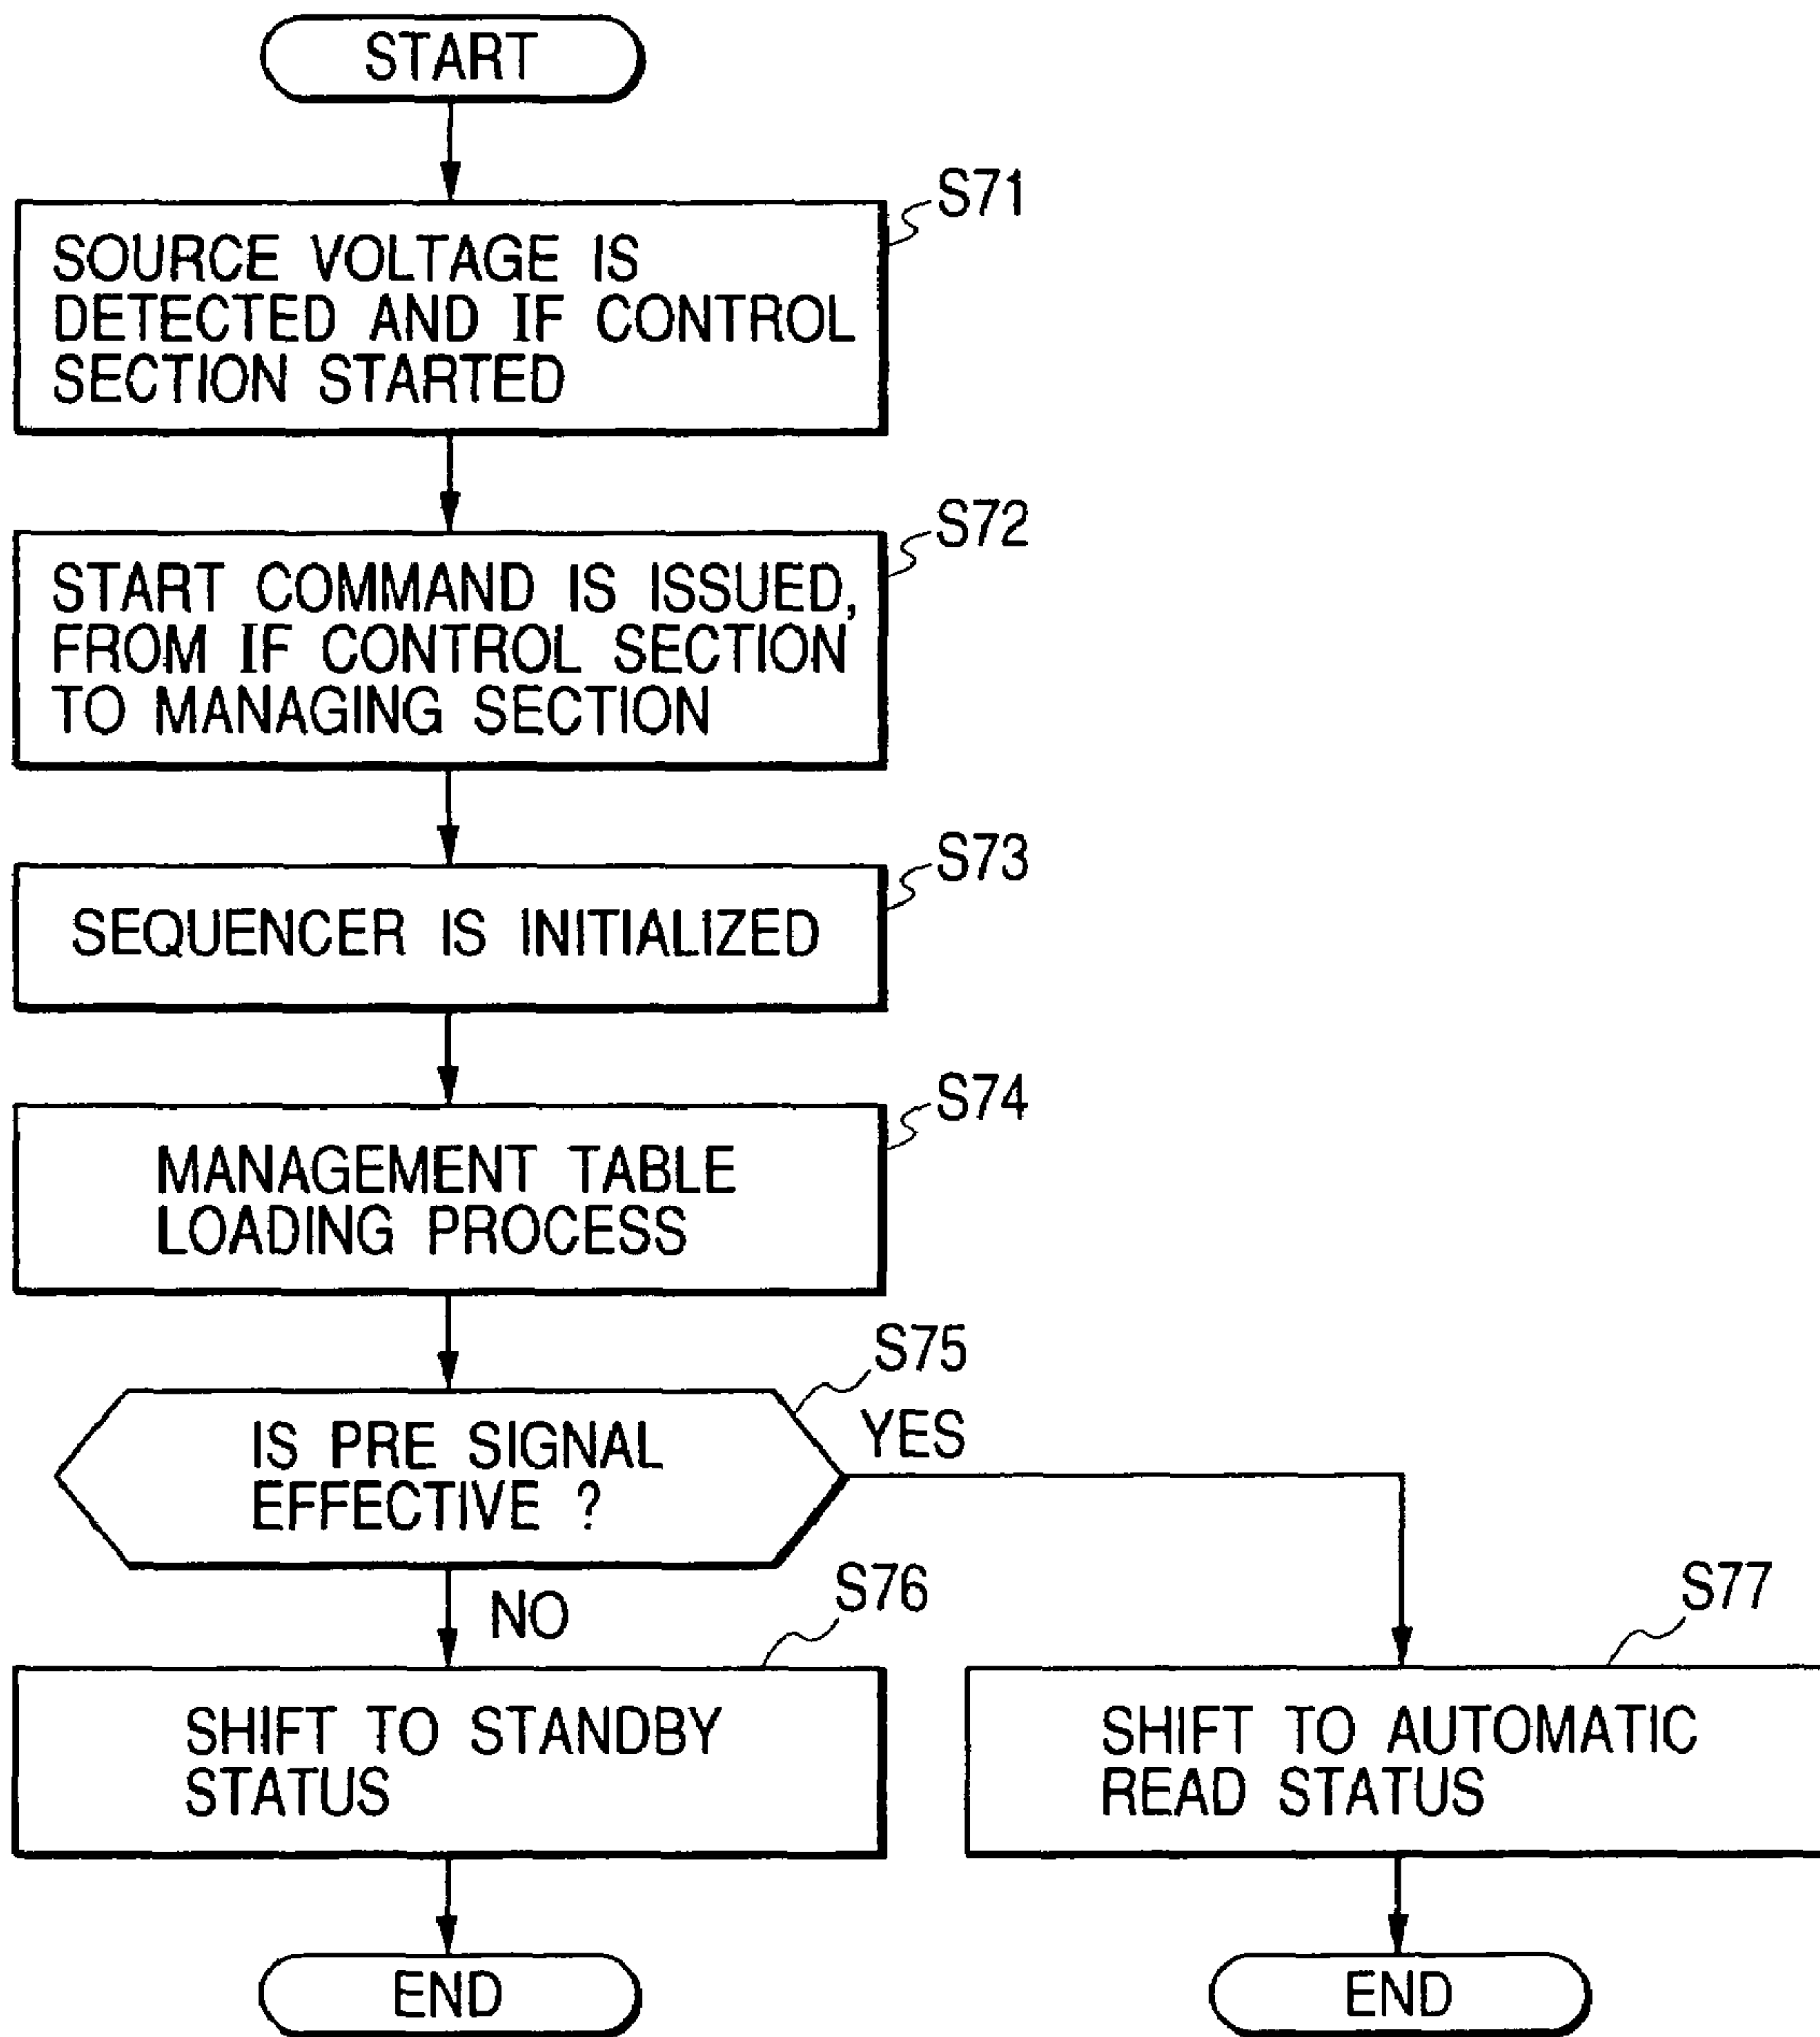 START
S71
SOURCE VOLTAGE IS
DETECTED AND IF CONTROL
SECTION STARTED
S72
START COMMAND IS ISSUED,
FROM IF CONTROL SECTION
TO MANAGING SECTION
S73
SEQUENCER IS INITIALIZED
S74
MANAGEMENT TABLE
LOADING PROCESS
S75
IS PRE SIGNAL
EFFECTIVE ?
YES
NO
S76
SHIFT TO STANDBY
STATUS
END
S77
SHIFT TO AUTOMATIC
READ STATUS
END